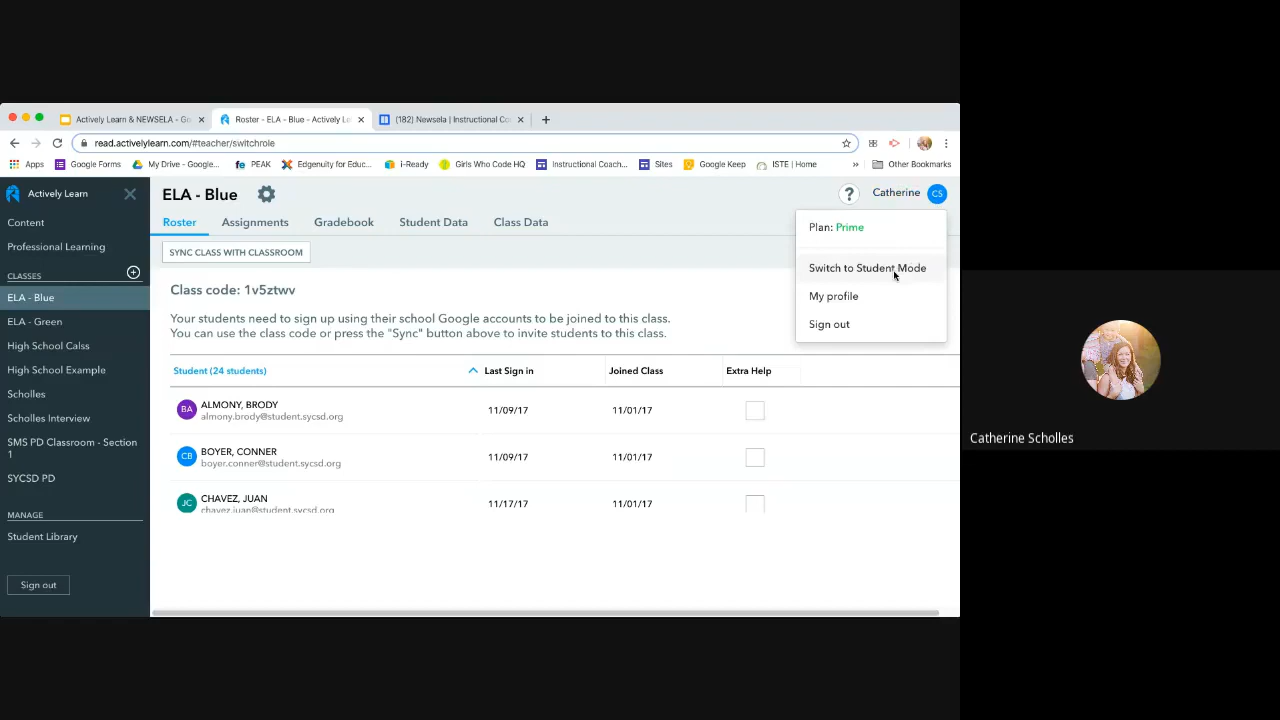 Actively Learn & NEWSELA - Go
Roster - ELA - Blue - Actively Le
(182) Newsela | Instructional Co
read.activelylearn.com/#teacher/switchrole
Apps
Google Forms
My Drive - Google...
PEAK
Edgenuity for Educ...
i-Ready
Girls Who Code HQ
Instructional Coach...
Sites
Google Keep
ISTE | Home
»
Other Bookmarks
Actively Learn
Content
Professional Learning
CLASSES
ELA - Blue
ELA - Green
High School Calss
High School Example
Scholles
Scholles Interview
SMS PD Classroom - Section
1
SYCSD PD
MANAGE
Student Library
Sign out
ELA - Blue
?
Catherine
CS
Roster
Assignments
Gradebook
Student Data
Class Data
Plan: Prime
Switch to Student Mode
My profile
Sign out
SYNC CLASS WITH CLASSROOM
Class code: 1v5ztwv
Your students need to sign up using their school Google accounts to be joined to this class.
You can use the class code or press the "Sync" button above to invite students to this class.
Student (24 students)
Last Sign in
Joined Class
Extra Help
BA
ALMONY, BRODY
almony.brody@student.sycsd.org
11/09/17
11/01/17
CB
BOYER, CONNER
boyer.conner@student.sycsd.org
11/09/17
11/01/17
JC
CHAVEZ, JUAN
chavez.juan@student.sycsd.org
11/17/17
11/01/17
Catherine Scholles